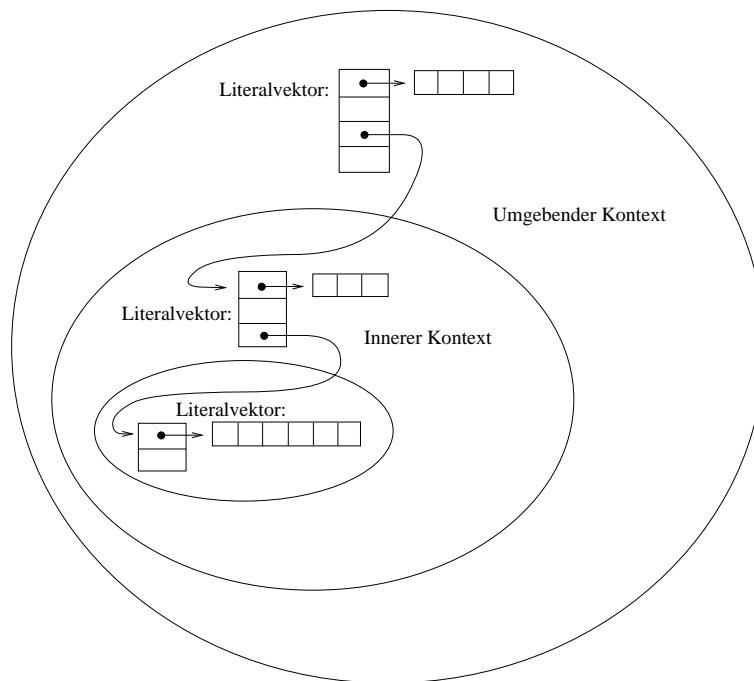 Literalvektor:
Umgebender Kontext
Literalvektor:
Innerer Kontext
Literalvektor: